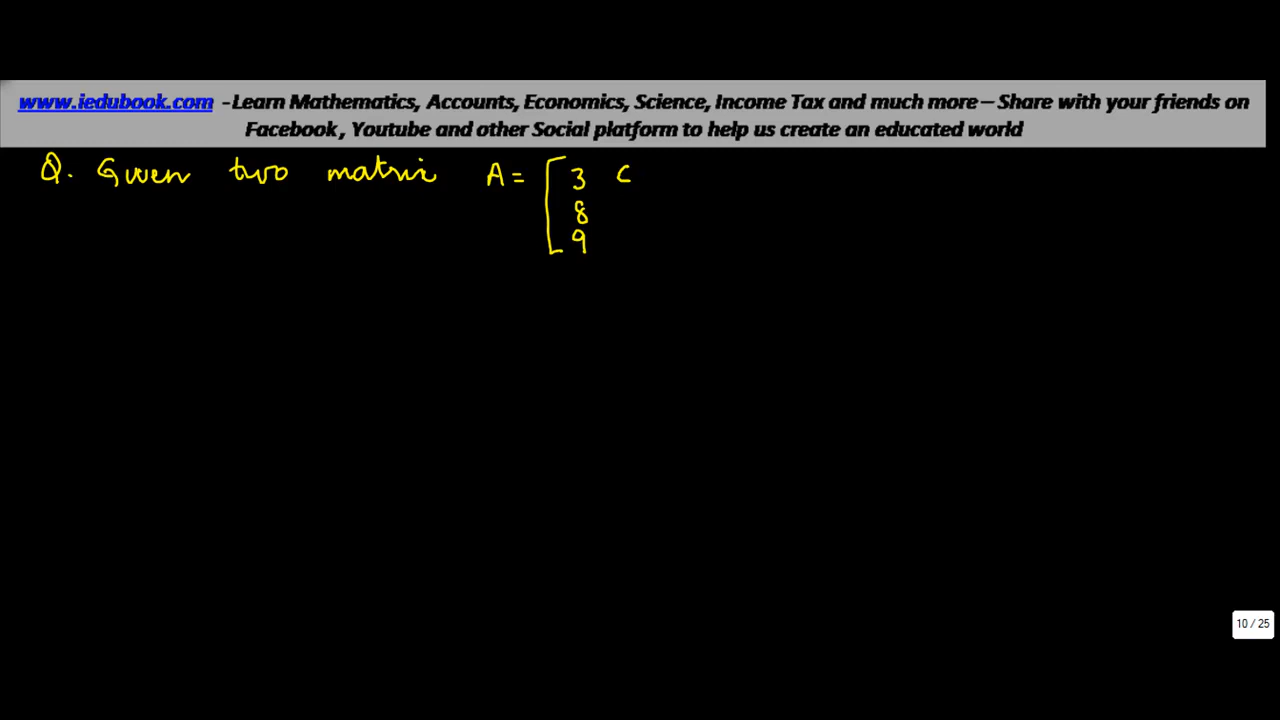 www.iedubook.com - Learn Mathematics, Accounts, Economics, Science, Income Tax and much more – Share with your friends on
Facebook, Youtube and other Social platform to help us create an educated world
Q. Given two matrix A = [ 3 c
8
9
10 / 25